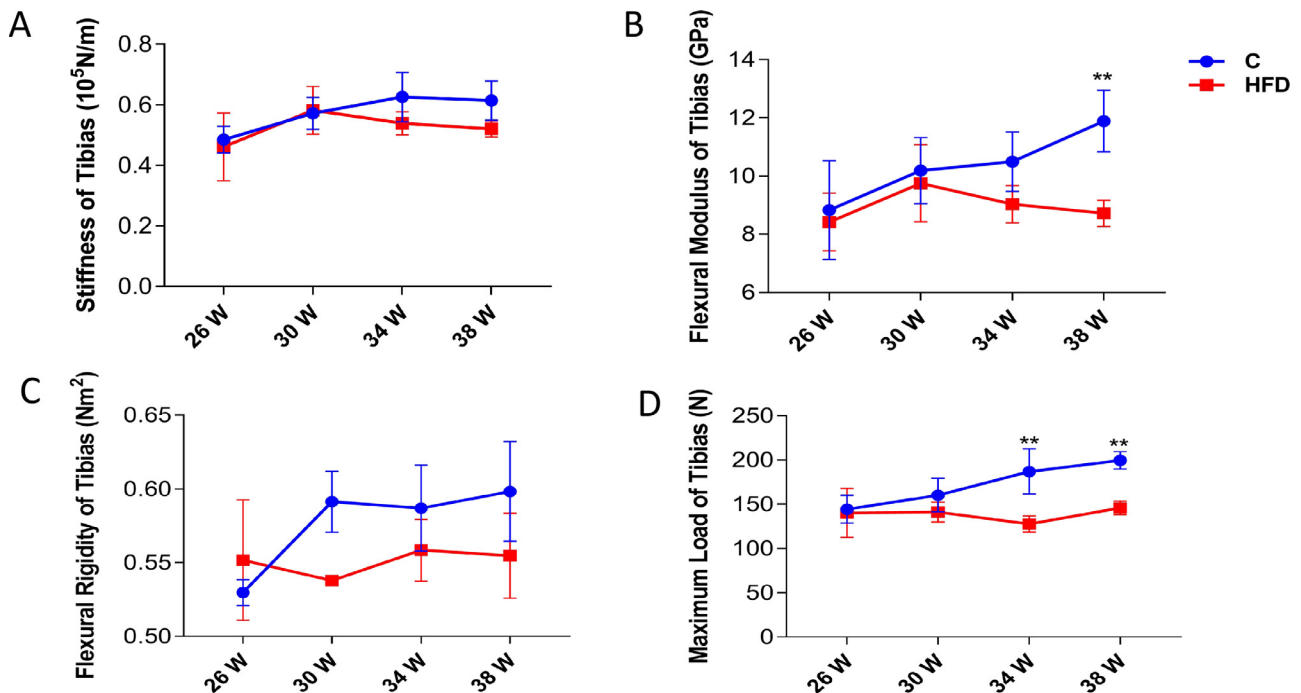 A
Stiffness of Tibias (10⁵N/m)
0.8
0.6
0.4
0.2
0.0
26 W
30 W
34 W
38 W
B
Flexural Modulus of Tibias (GPa)
14
12
10
8
6
**
26 W
30 W
34 W
38 W
C
HFD
C
Flexural Rigidity of Tibias (Nm²)
0.65
0.60
0.55
0.50
26 W
30 W
34 W
38 W
D
Maximum Load of Tibias (N)
250
200
150
100
50
0
**
**
26 W
30 W
34 W
38 W